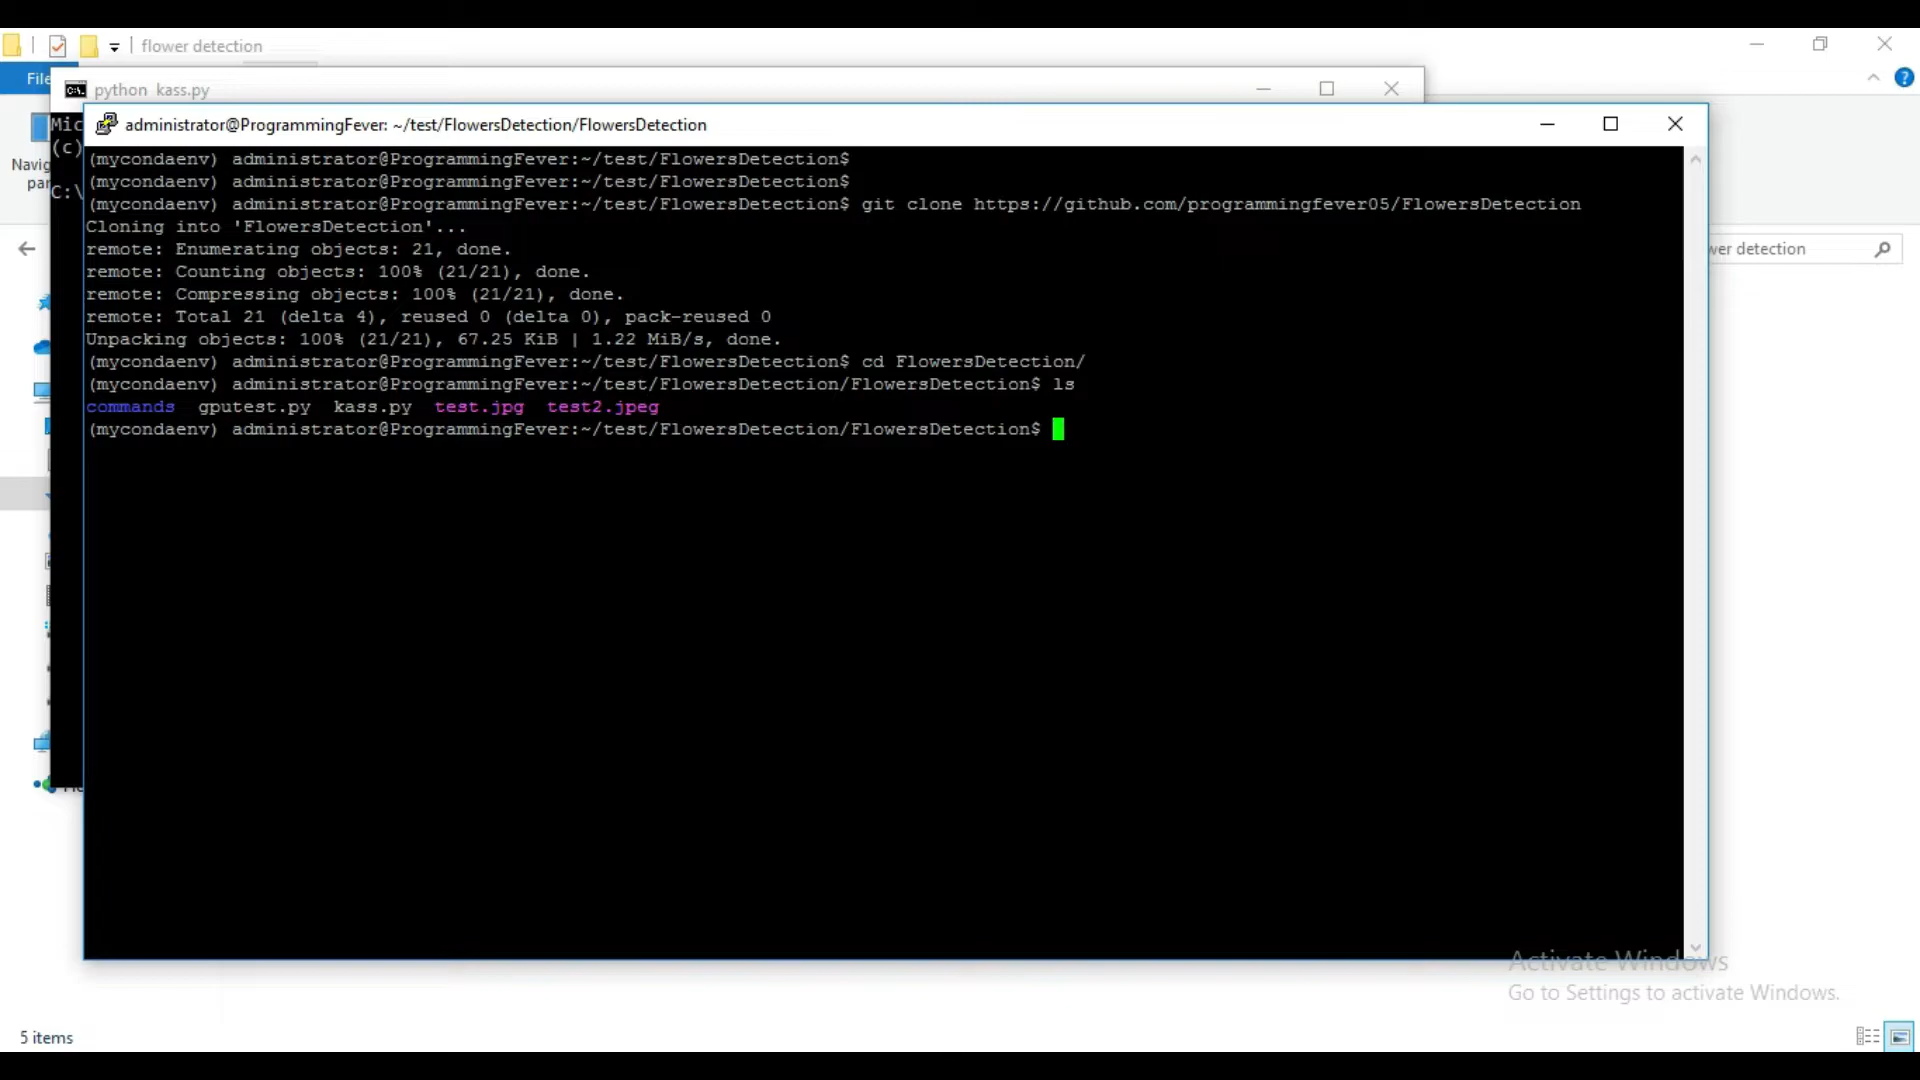 flower detection
File
python kass.py
Mic
administrator@ProgrammingFever: ~/test/FlowersDetection/FlowersDetection
(c)
C:\
(mycondaenv) administrator@ProgrammingFever:~/test/FlowersDetection$
(mycondaenv) administrator@ProgrammingFever:~/test/FlowersDetection$
(mycondaenv) administrator@ProgrammingFever:~/test/FlowersDetection$ git clone https://github.com/programmingfever05/FlowersDetection
Cloning into 'FlowersDetection'...
remote: Enumerating objects: 21, done.
remote: Counting objects: 100% (21/21), done.
remote: Compressing objects: 100% (21/21), done.
remote: Total 21 (delta 4), reused 0 (delta 0), pack-reused 0
Unpacking objects: 100% (21/21), 67.25 KiB | 1.22 MiB/s, done.
(mycondaenv) administrator@ProgrammingFever:~/test/FlowersDetection$ cd FlowersDetection/
(mycondaenv) administrator@ProgrammingFever:~/test/FlowersDetection/FlowersDetection$ ls
commands gputest.py kass.py test.jpg test2.jpeg
(mycondaenv) administrator@ProgrammingFever:~/test/FlowersDetection/FlowersDetection$
Navig
pan
wer detection
Activate Windows
Go to Settings to activate Windows.
5 items